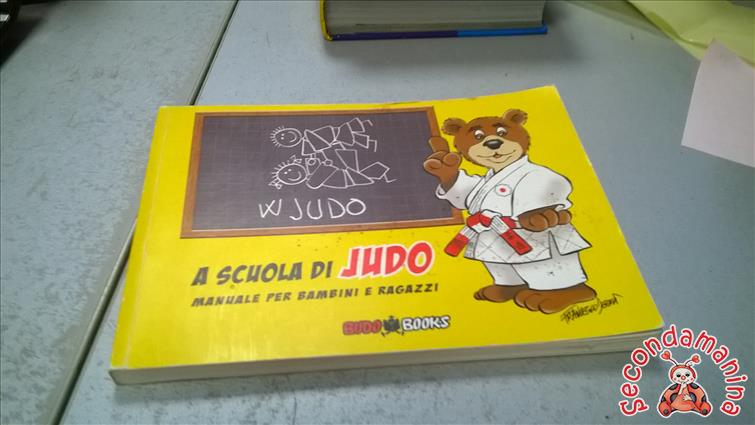 W JUDO
A SCUOLA DI JUDO
MANUALE PER BAMBINI E RAGAZZI
BUDO BOOKS
secondamanina